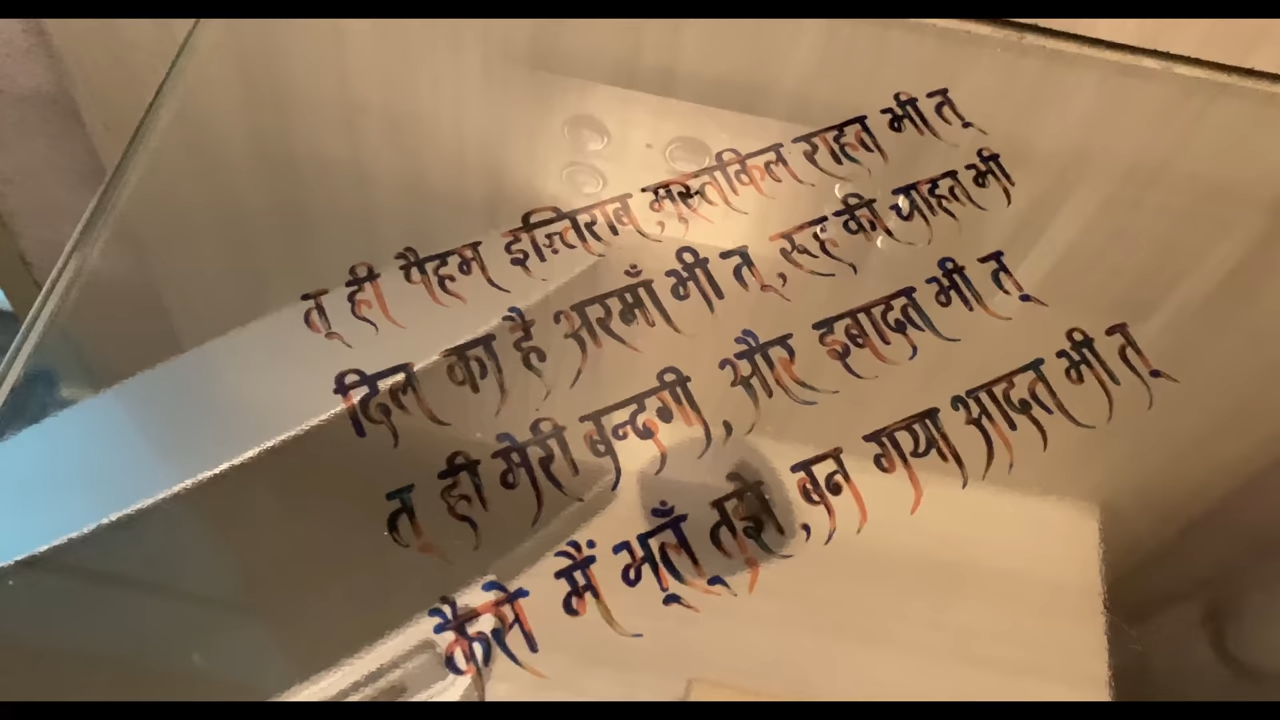 तू ही पैहम इज़्तिराब, मुस्तकिल राहत भी तू
दिल का है अरमाँ भी तू, रूह की चाहत भी
तू ही मेरी बन्दगी, और इबादत भी तू
कैसे मैं भूलूँ तुझे, बन गया आदत भी तू